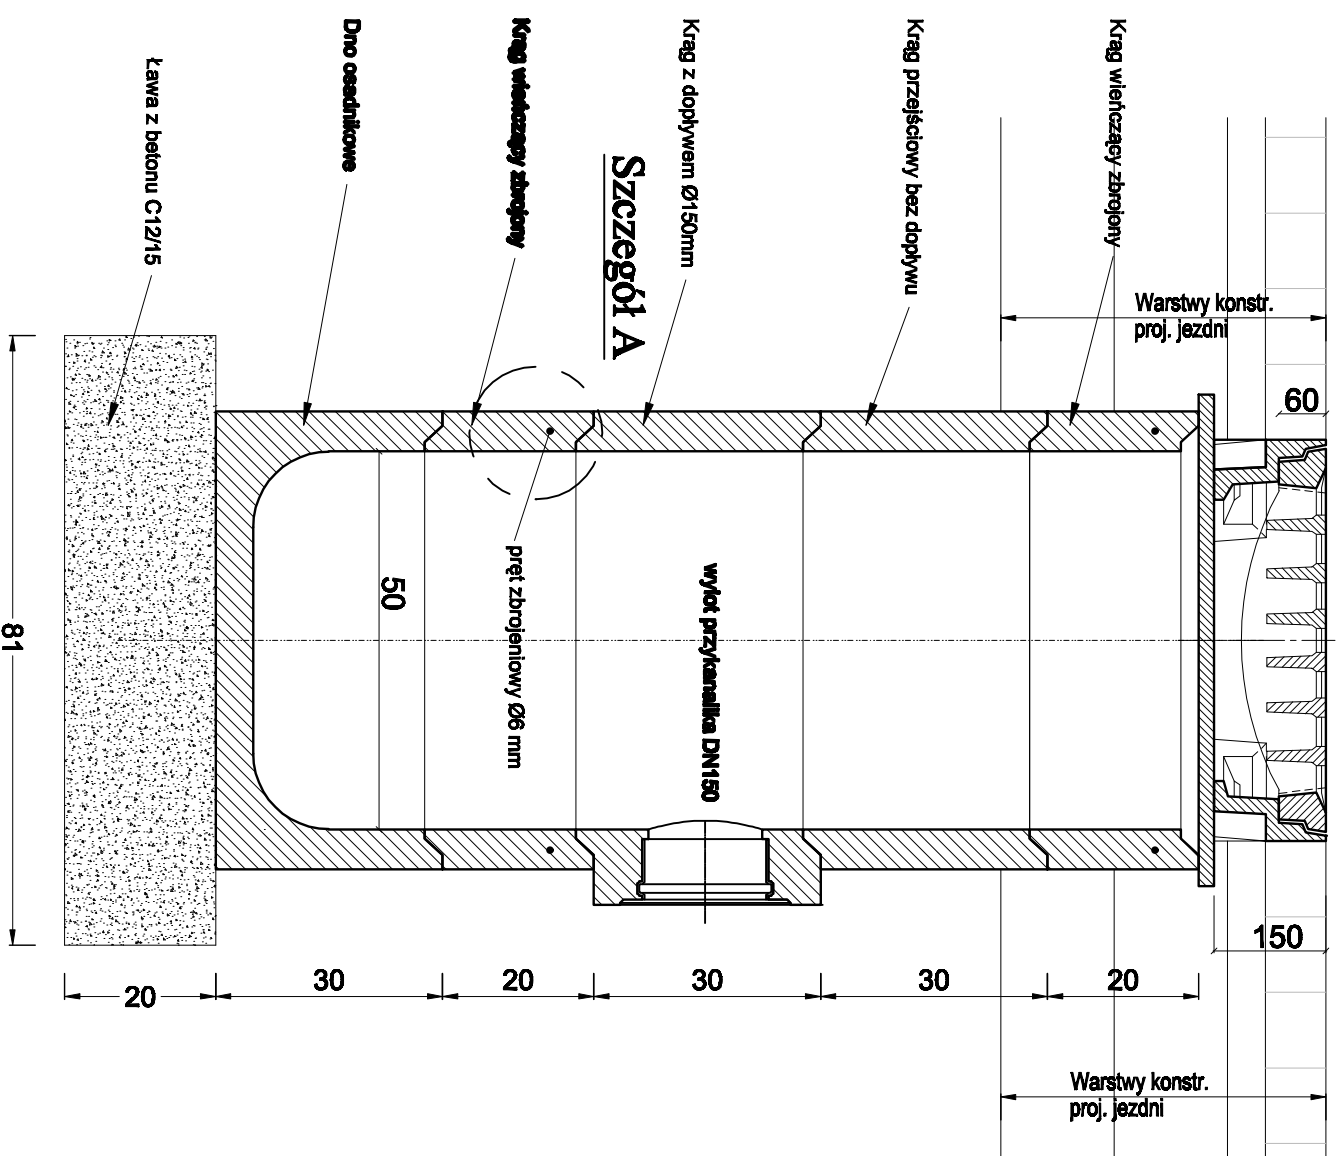 Krąg wieńczący zbrojony
Krąg przejściowy bez dopływu
Krąg z dopływem Ø150mm
Szczegół A
Krąg wieńczący zbrojony
Dno osadnikowe
Ława z betonu C12/15
Warstwy konstr.
proj. jezdni
60
150
wylot przykanalika DN150
pręt zbrojeniowy Ø6 mm
50
81
20
30
20
30
30
20
Warstwy konstr.
proj. jezdni